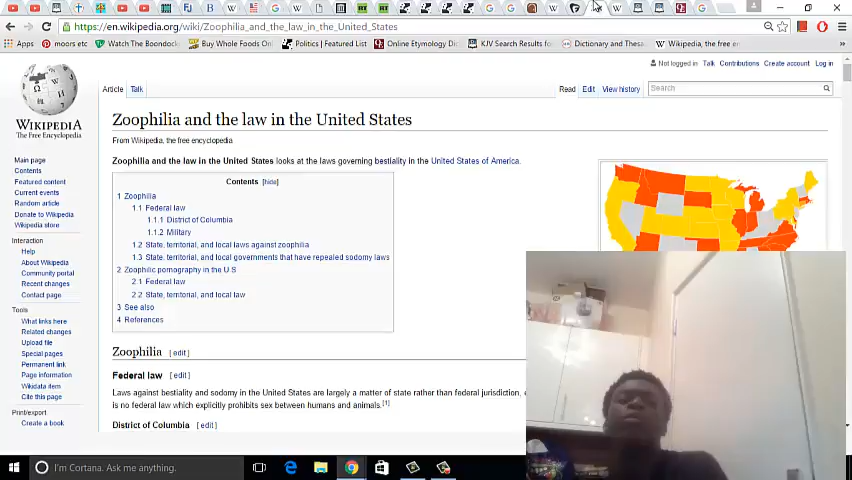 https://en.wikipedia.org/wiki/Zoophilia_and_the_law_in_the_United_States
Apps
moors etc
Watch The Boondock
Buy Whole Foods Onl
Politics | Featured List
Online Etymology Di
KJV Search Results fo
Dictionary and Thesa
Wikipedia, the free e
Not logged in Talk Contributions Create account Log in
Article Talk
Read Edit View history
Search
WIKIPEDIA
The Free Encyclopedia
Main page
Contents
Featured content
Current events
Random article
Donate to Wikipedia
Wikipedia store
Interaction
Help
About Wikipedia
Community portal
Recent changes
Contact page
Tools
What links here
Related changes
Upload file
Special pages
Permanent link
Page information
Wikidata item
Cite this page
Print/export
Create a book
Zoophilia and the law in the United States
From Wikipedia, the free encyclopedia
Zoophilia and the law in the United States looks at the laws governing bestiality in the United States of America.
Contents [hide]
1 Zoophilia
1.1 Federal law
1.1.1 District of Columbia
1.1.2 Military
1.2 State, territorial, and local laws against zoophilia
1.3 State, territorial, and local governments that have repealed sodomy laws
2 Zoophilic pornography in the U S
2.1 Federal law
2.2 State, territorial, and local law
3 See also
4 References
Zoophilia [edit]
Federal law [edit]
Laws against bestiality and sodomy in the United States are largely a matter of state rather than federal jurisdiction,
is no federal law which explicitly prohibits sex between humans and animals.[1]
District of Columbia [edit]
I'm Cortana. Ask me anything.